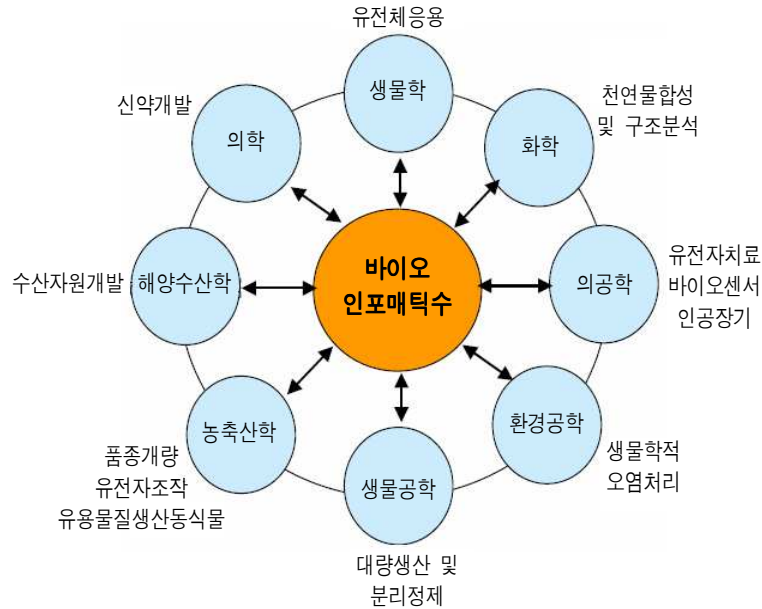 유전체응용
생물학
신약개발
의학
천연물합성
및 구조분석
화학
수산자원개발
해양수산학
바이오
인포매틱수
의공학
유전자치료
바이오센서
인공장기
농축산학
품종개량
유전자조작
유용물질생산동식물
생물공학
대량생산 및
분리정제
환경공학
생물학적
오염처리